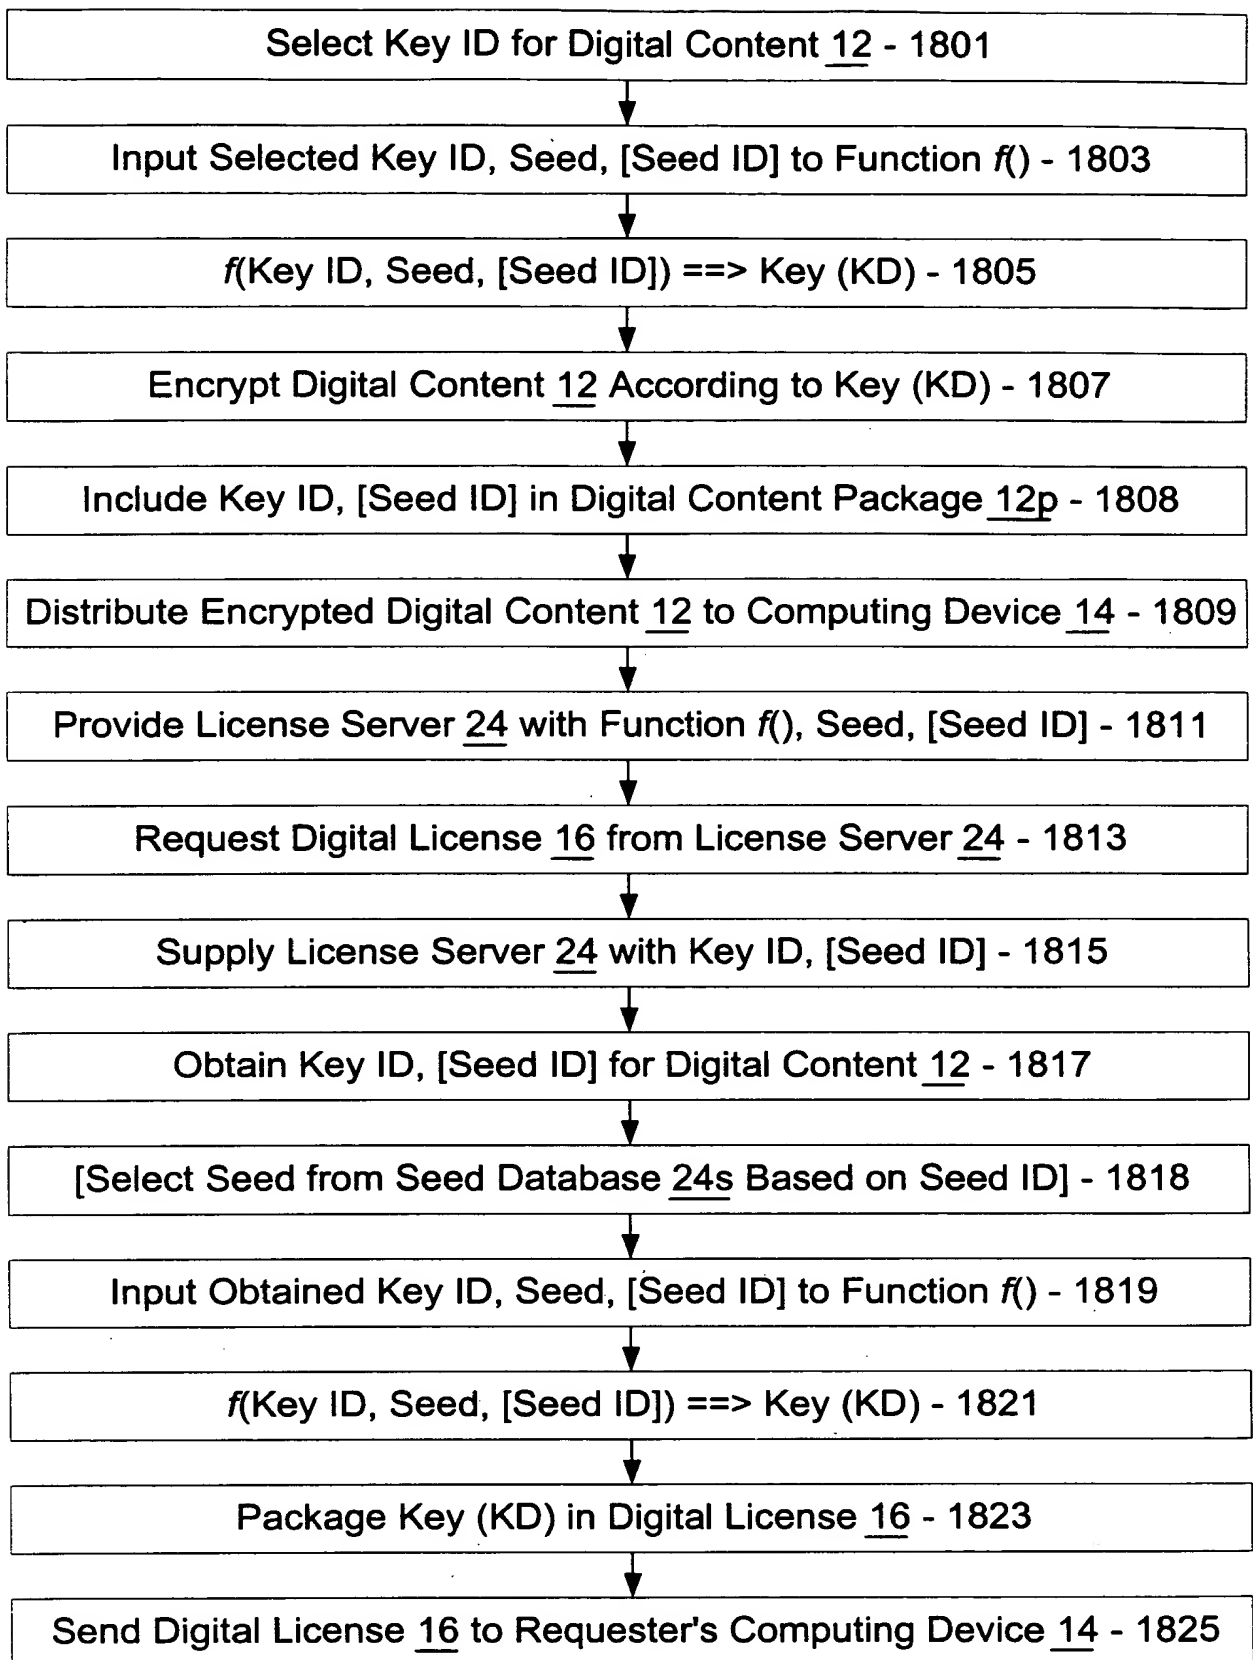 Select Key ID for Digital Content 12 - 1801
Input Selected Key ID, Seed, [Seed ID] to Function f() - 1803
f(Key ID, Seed, [Seed ID]) ==> Key (KD) - 1805
Encrypt Digital Content 12 According to Key (KD) - 1807
Include Key ID, [Seed ID] in Digital Content Package 12p - 1808
Distribute Encrypted Digital Content 12 to Computing Device 14 - 1809
Provide License Server 24 with Function f(), Seed, [Seed ID] - 1811
Request Digital License 16 from License Server 24 - 1813
Supply License Server 24 with Key ID, [Seed ID] - 1815
Obtain Key ID, [Seed ID] for Digital Content 12 - 1817
[Select Seed from Seed Database 24s Based on Seed ID] - 1818
Input Obtained Key ID, Seed, [Seed ID] to Function f() - 1819
f(Key ID, Seed, [Seed ID]) ==> Key (KD) - 1821
Package Key (KD) in Digital License 16 - 1823
Send Digital License 16 to Requester's Computing Device 14 - 1825